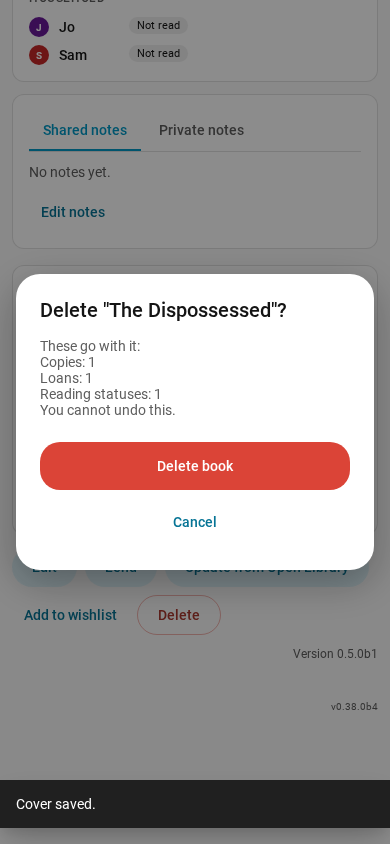 J
Jo
Not read
S
Sam
Not read
Shared notes
Private notes
No notes yet.
Edit notes
Delete "The Dispossessed"?
These go with it:
Copies: 1
Loans: 1
Reading statuses: 1
You cannot undo this.
Delete book
Cancel
Add to wishlist
Delete
Version 0.5.0b1
v0.38.0b4
Cover saved.